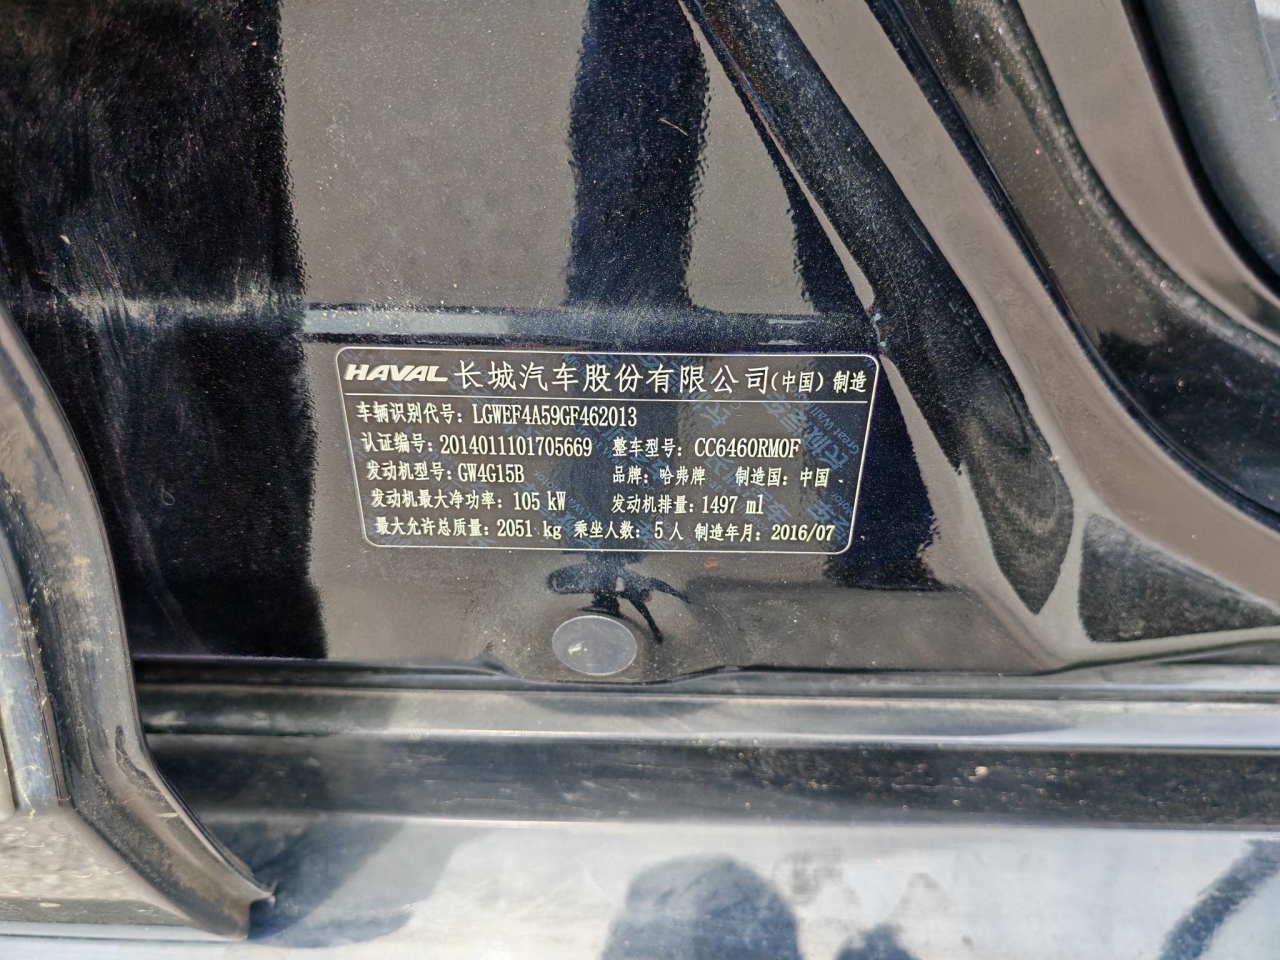 HAVAL 长城汽车股份有限公司(中国) 制造
车辆识别代号: LGWEF4A59GF462013
认证编号: 2014011101705669 整车型号: CC6460RM0F
发动机型号: GW4G15B 品牌: 哈弗牌 制造国: 中国
发动机最大净功率: 105 kW 发动机排量: 1497 ml
最大允许总质量: 2051 kg 乘坐人数: 5人 制造年月: 2016/07